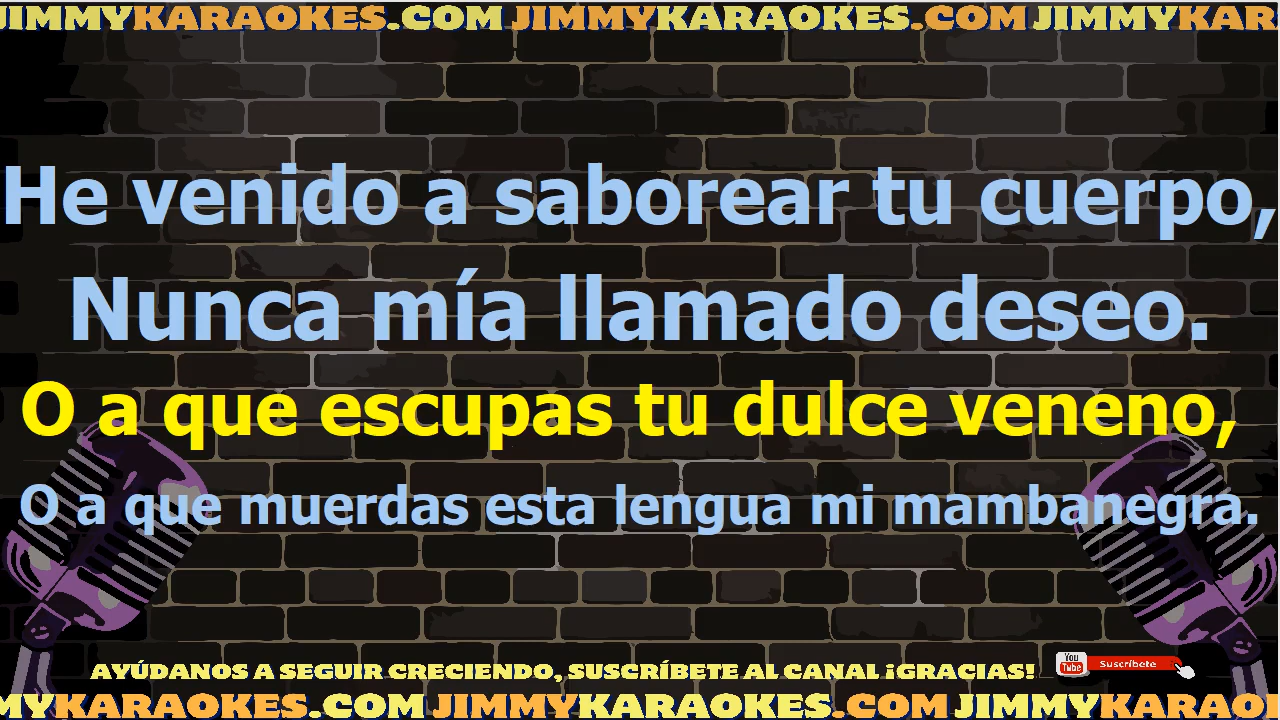 JIMMYKARAOKES.COM JIMMYKARAOKES.COM JIMMYKAR
He venido a saborear tu cuerpo,
Nunca mía llamado deseo.
O a que escupas tu dulce veneno,
O a que muerdas esta lengua mi mambanegra.
AYÚDANOS A SEGUIR CRECIENDO, SUSCRÍBETE AL CANAL ¡GRACIAS!
You Tube Suscríbete
MYKARAOKES.COM JIMMYKARAOKES.COM JIMMYKARAOI